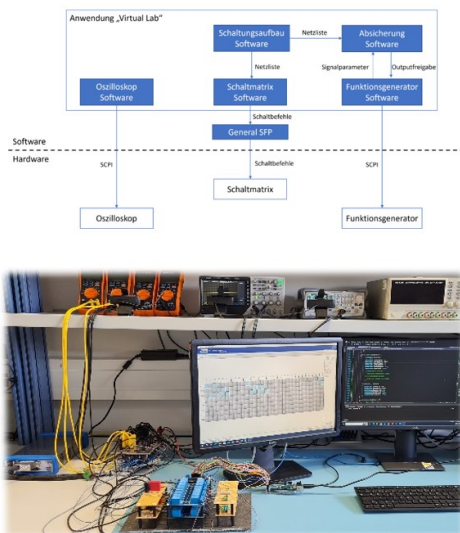 Anwendung „Virtual Lab“
Schaltungsaufbau
Software
Netzliste
Absicherung
Software
Netzliste
Signalparameter
Outputfreigabe
Oszilloskop
Software
Schaltmatrix
Software
Funktionsgenerator
Software
Schaltbefehle
General SFP
Software
Hardware
SCPI
Schaltbefehle
SCPI
Schaltmatrix
Oszilloskop
Funktionsgenerator